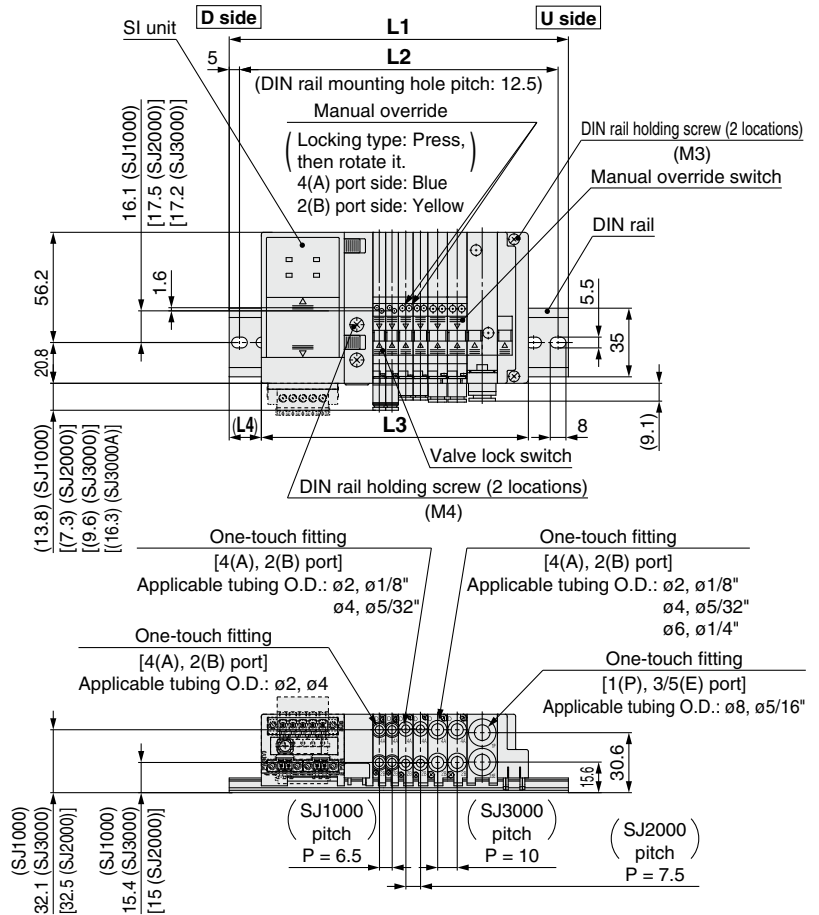 D side
U side
SI unit
L1
5
L2
(DIN rail mounting hole pitch: 12.5)
Manual override
(Locking type: Press,
then rotate it.)
4(A) port side: Blue
2(B) port side: Yellow
DIN rail holding screw (2 locations)
(M3)
Manual override switch
DIN rail
16.1 (SJ1000)
[17.5 (SJ2000)]
[17.2 (SJ3000)]
56.2
1.6
20.8
5.5
35
(L4)
L3
8
(9.1)
Valve lock switch
DIN rail holding screw (2 locations)
(M4)
(13.8) (SJ1000)
[(7.3) (SJ2000)]
[(9.6) (SJ3000)]
[(16.3) (SJ3000A)]
One-touch fitting
[4(A), 2(B) port]
Applicable tubing O.D.: ø2, ø1/8"
ø4, ø5/32"
One-touch fitting
[4(A), 2(B) port]
Applicable tubing O.D.: ø2, ø1/8"
ø4, ø5/32"
ø6, ø1/4"
One-touch fitting
[4(A), 2(B) port]
Applicable tubing O.D.: ø2, ø4
One-touch fitting
[1(P), 3/5(E) port]
Applicable tubing O.D.: ø8, ø5/16"
15.6
30.6
(SJ1000)
32.1 (SJ3000)
[32.5 (SJ2000)]
(SJ1000)
15.4 (SJ3000)
[15 (SJ2000)]
(SJ1000
pitch)
P = 6.5
(SJ3000
pitch)
P = 10
(SJ2000
pitch)
P = 7.5